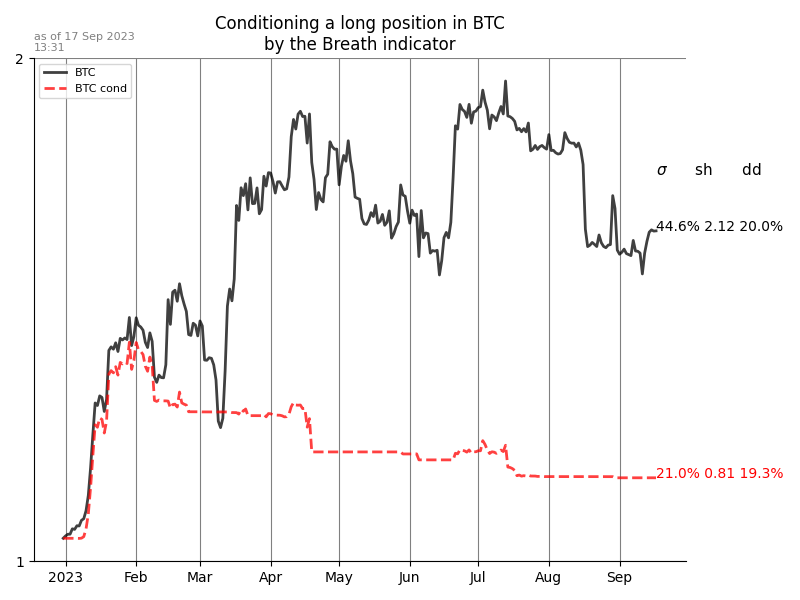 Conditioning a long position in BTC
by the Breath indicator
as of 17 Sep 2023
13:31
2
BTC
BTC cond
σ sh dd
44.6% 2.12 20.0%
21.0% 0.81 19.3%
1
2023 Feb Mar Apr May Jun Jul Aug Sep